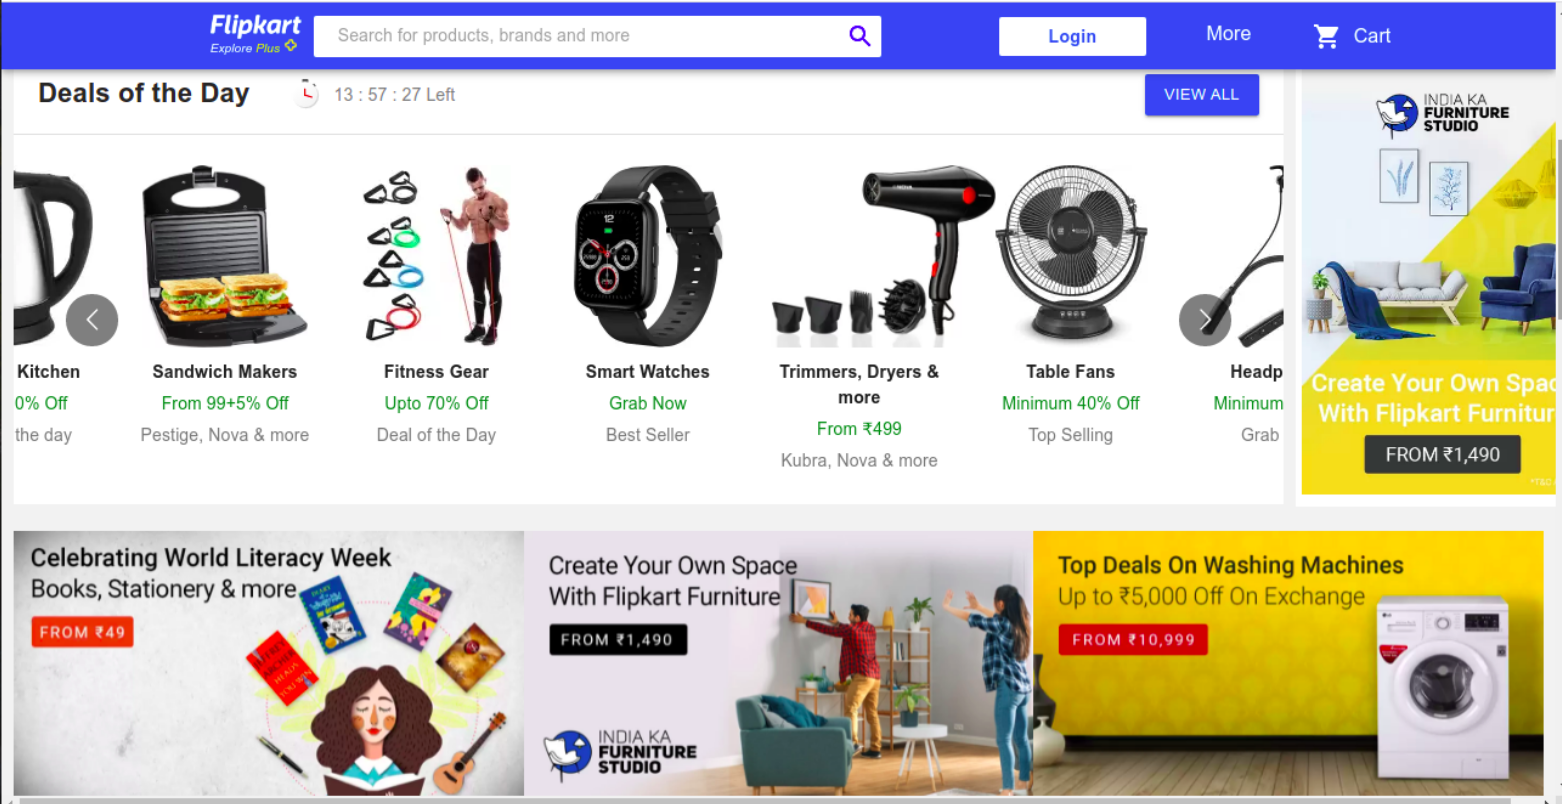 Flipkart
Explore Plus
Search for products, brands and more
Login
More
Cart
Deals of the Day
13 : 57 : 27 Left
VIEW ALL
Kitchen
0% Off
the day
Sandwich Makers
From 99+5% Off
Pestige, Nova & more
Fitness Gear
Upto 70% Off
Deal of the Day
12
Smart Watches
Grab Now
Best Seller
NOVA
Trimmers, Dryers &
more
From ₹499
Kubra, Nova & more
Table Fans
Minimum 40% Off
Top Selling
Headp
Minimum
Grab
INDIA KA
FURNITURE
STUDIO
Create Your Own Spac
With Flipkart Furnitur
FROM ₹1,490
*T&C
Celebrating World Literacy Week
Books, Stationery & more
FROM ₹49
Create Your Own Space
With Flipkart Furniture
FROM ₹1,490
INDIA KA
FURNITURE
STUDIO
Top Deals On Washing Machines
Up to ₹5,000 Off On Exchange
FROM ₹10,999
LG